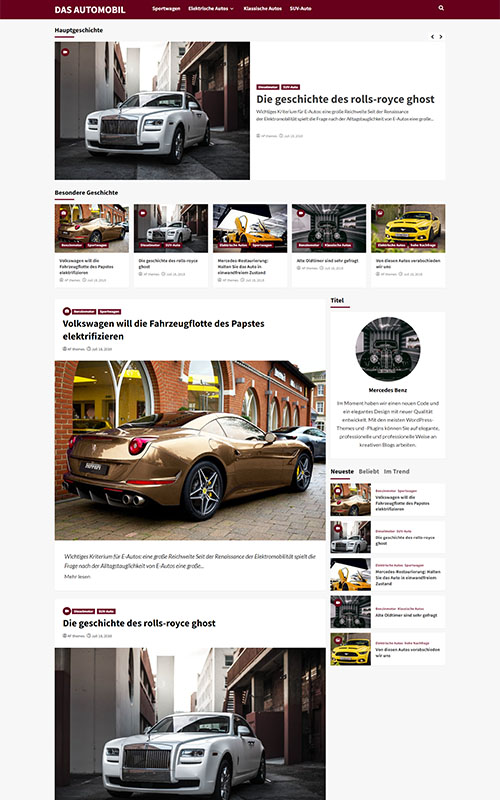 DAS AUTOMOBIL
Sportwagen Elektrische Autos Klassische Autos SUV-Auto
Hauptgeschichte
Dieselmotor SUV-Auto
Die geschichte des rolls-royce ghost
Wichtiges Kriterium für E-Autos: eine große Reichweite Seit der Renaissance
der Elektromobilität spielt die Frage nach der Alltagstauglichkeit von E-Autos eine große...
AF themes
Besondere Geschichte
Benzinmotor Sportwagen
Volkswagen will die
Fahrzeugflotte des Papstes
elektrifizieren
AF themes Juli 18, 2018
Dieselmotor SUV-Auto
Die geschichte des rolls-royce
ghost
AF themes Juli 18, 2018
Elektrische Autos Sportwagen
Mercedes-Restaurierung:
Halten Sie das Auto in
einwandfreiem Zustand
AF themes Juli 18, 2018
Benzinmotor Klassische Autos
Alte Oldtimer sind sehr gefragt
AF themes Juli 18, 2018
Elektrische Autos
Von diesen Autos verabschieden
wir uns
AF themes Juli 18, 2018
Benzinmotor Sportwagen
Volkswagen will die Fahrzeugflotte des Papstes
elektrifizieren
AF themes Juli 18, 2018
Ferrari
Wichtiges Kriterium für E-Autos: eine große Reichweite Seit der Renaissance der Elektromobilität spielt die
Frage nach der Alltagstauglichkeit von E-Autos eine große...
Mehr lesen
Dieselmotor SUV-Auto
Die geschichte des rolls-royce ghost
AF themes Juli 18, 2018
Titel
Mercedes Benz
Im Moment haben wir einen neuen Code und
ein elegantes Design mit neuer Qualität
entwickelt. Mit den meisten WordPress-
Themes und -Plugins können Sie auf elegante,
professionelle und professionelle Weise an
kreativen Blogs arbeiten.
Neueste Beliebt Im Trend
Benzinmotor Sportwagen
Volkswagen will die
Fahrzeugflotte des Papstes
elektrifizieren
Dieselmotor SUV-Auto
Die geschichte des rolls-royce
ghost
Elektrische Autos Sportwagen
Mercedes-Restaurierung: Halten
Sie das Auto in einwandfreiem
Zustand
Benzinmotor Klassische Autos
Alte Oldtimer sind sehr gefragt
Elektrische Autos
Von diesen Autos verabschieden
wir uns